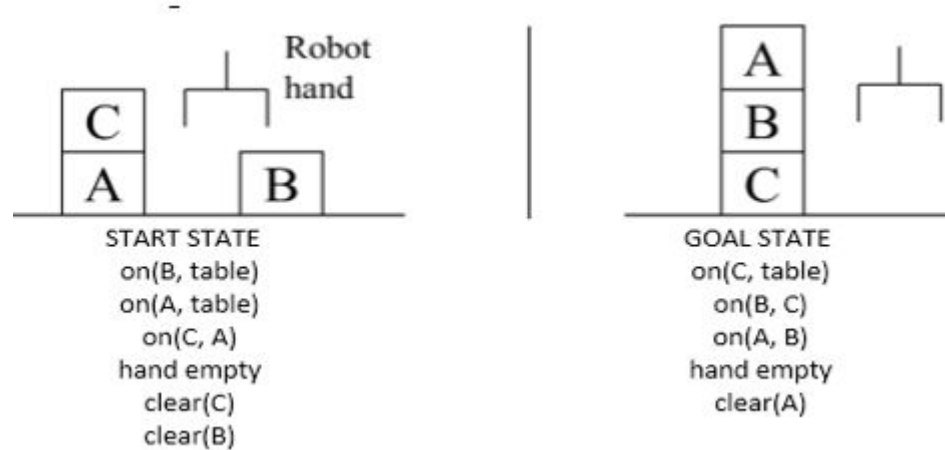 Robot
hand
C
A
B
A
B
C
START STATE
on(B, table)
on(A, table)
on(C, A)
hand empty
clear(C)
clear(B)
GOAL STATE
on(C, table)
on(B, C)
on(A, B)
hand empty
clear(A)